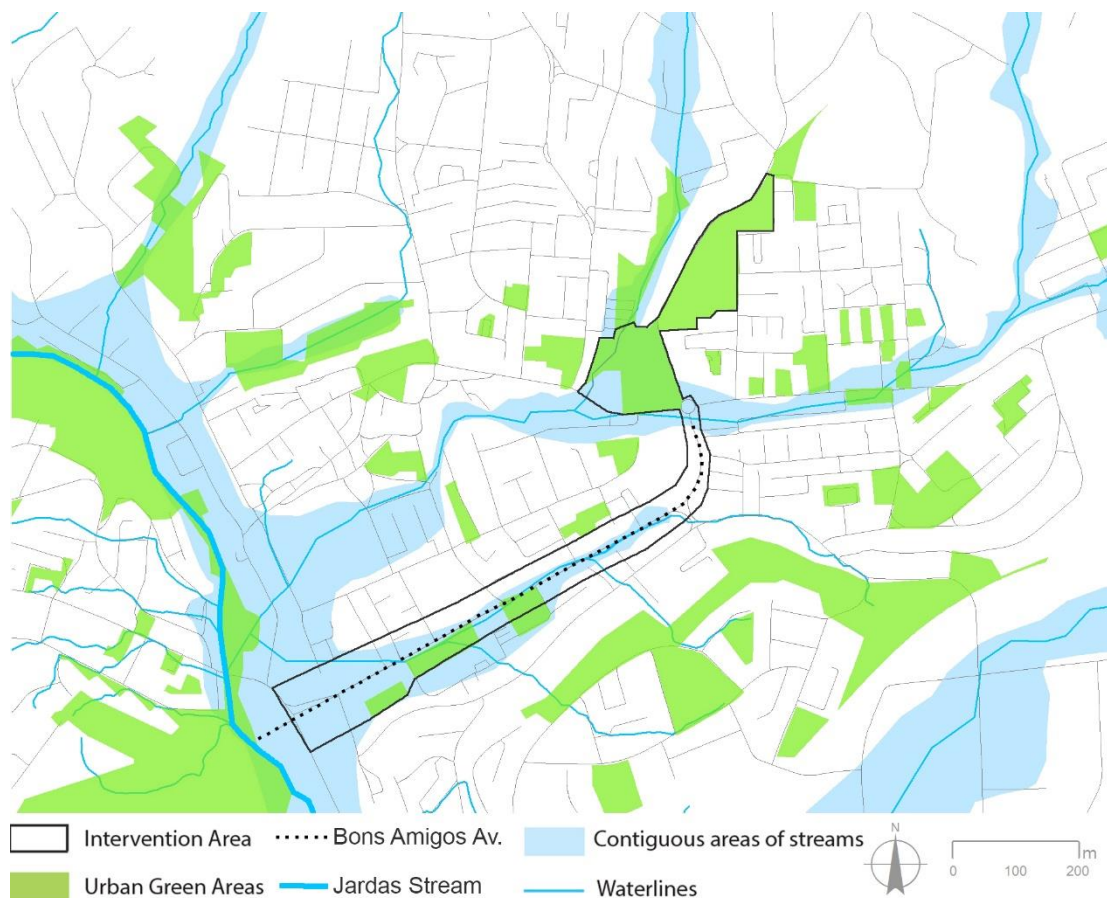 Intervention Area
Bons Amigos Av.
Contiguous areas of streams
N
m
0 100 200
Urban Green Areas
Jardas Stream
Waterlines